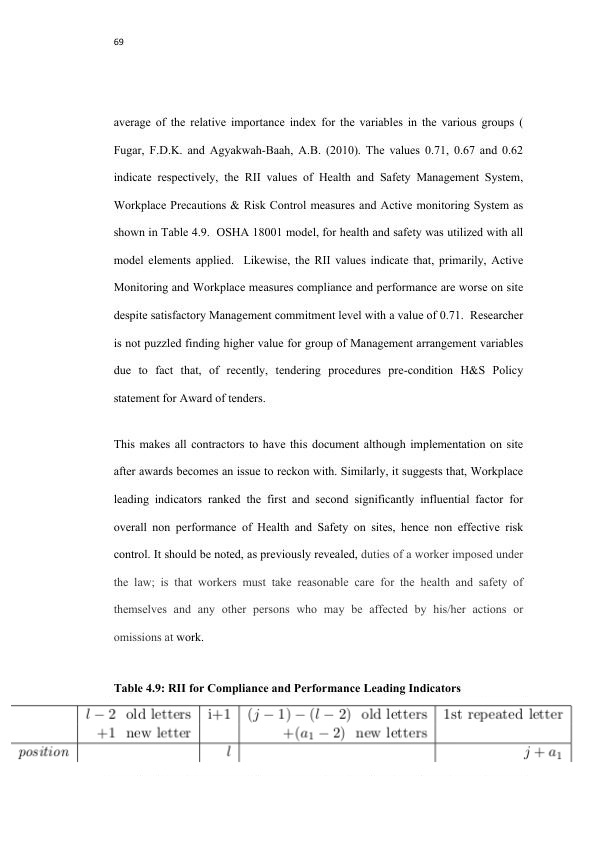 69
average of the relative importance index for the variables in the various groups (
Fugar, F.D.K. and Agyakwah-Baah, A.B. (2010). The values 0.71, 0.67 and 0.62
indicate respectively, the RII values of Health and Safety Management System,
Workplace Precautions & Risk Control measures and Active monitoring System as
shown in Table 4.9. OSHA 18001 model, for health and safety was utilized with all
model elements applied. Likewise, the RII values indicate that, primarily, Active
Monitoring and Workplace measures compliance and performance are worse on site
despite satisfactory Management commitment level with a value of 0.71. Researcher
is not puzzled finding higher value for group of Management arrangement variables
due to fact that, of recently, tendering procedures pre-condition H&S Policy
statement for Award of tenders.
This makes all contractors to have this document although implementation on site
after awards becomes an issue to reckon with. Similarly, it suggests that, Workplace
leading indicators ranked the first and second significantly influential factor for
overall non performance of Health and Safety on sites, hence non effective risk
control. It should be noted, as previously revealed, duties of a worker imposed under
the law; is that workers must take reasonable care for the health and safety of
themselves and any other persons who may be affected by his/her actions or
omissions at work.
Table 4.9: RII for Compliance and Performance Leading Indicators
l − 2 old letters i+1 (j − 1) − (l − 2) old letters 1st repeated letter
+1 new letter +(a₁ − 2) new letters
position l j + a₁